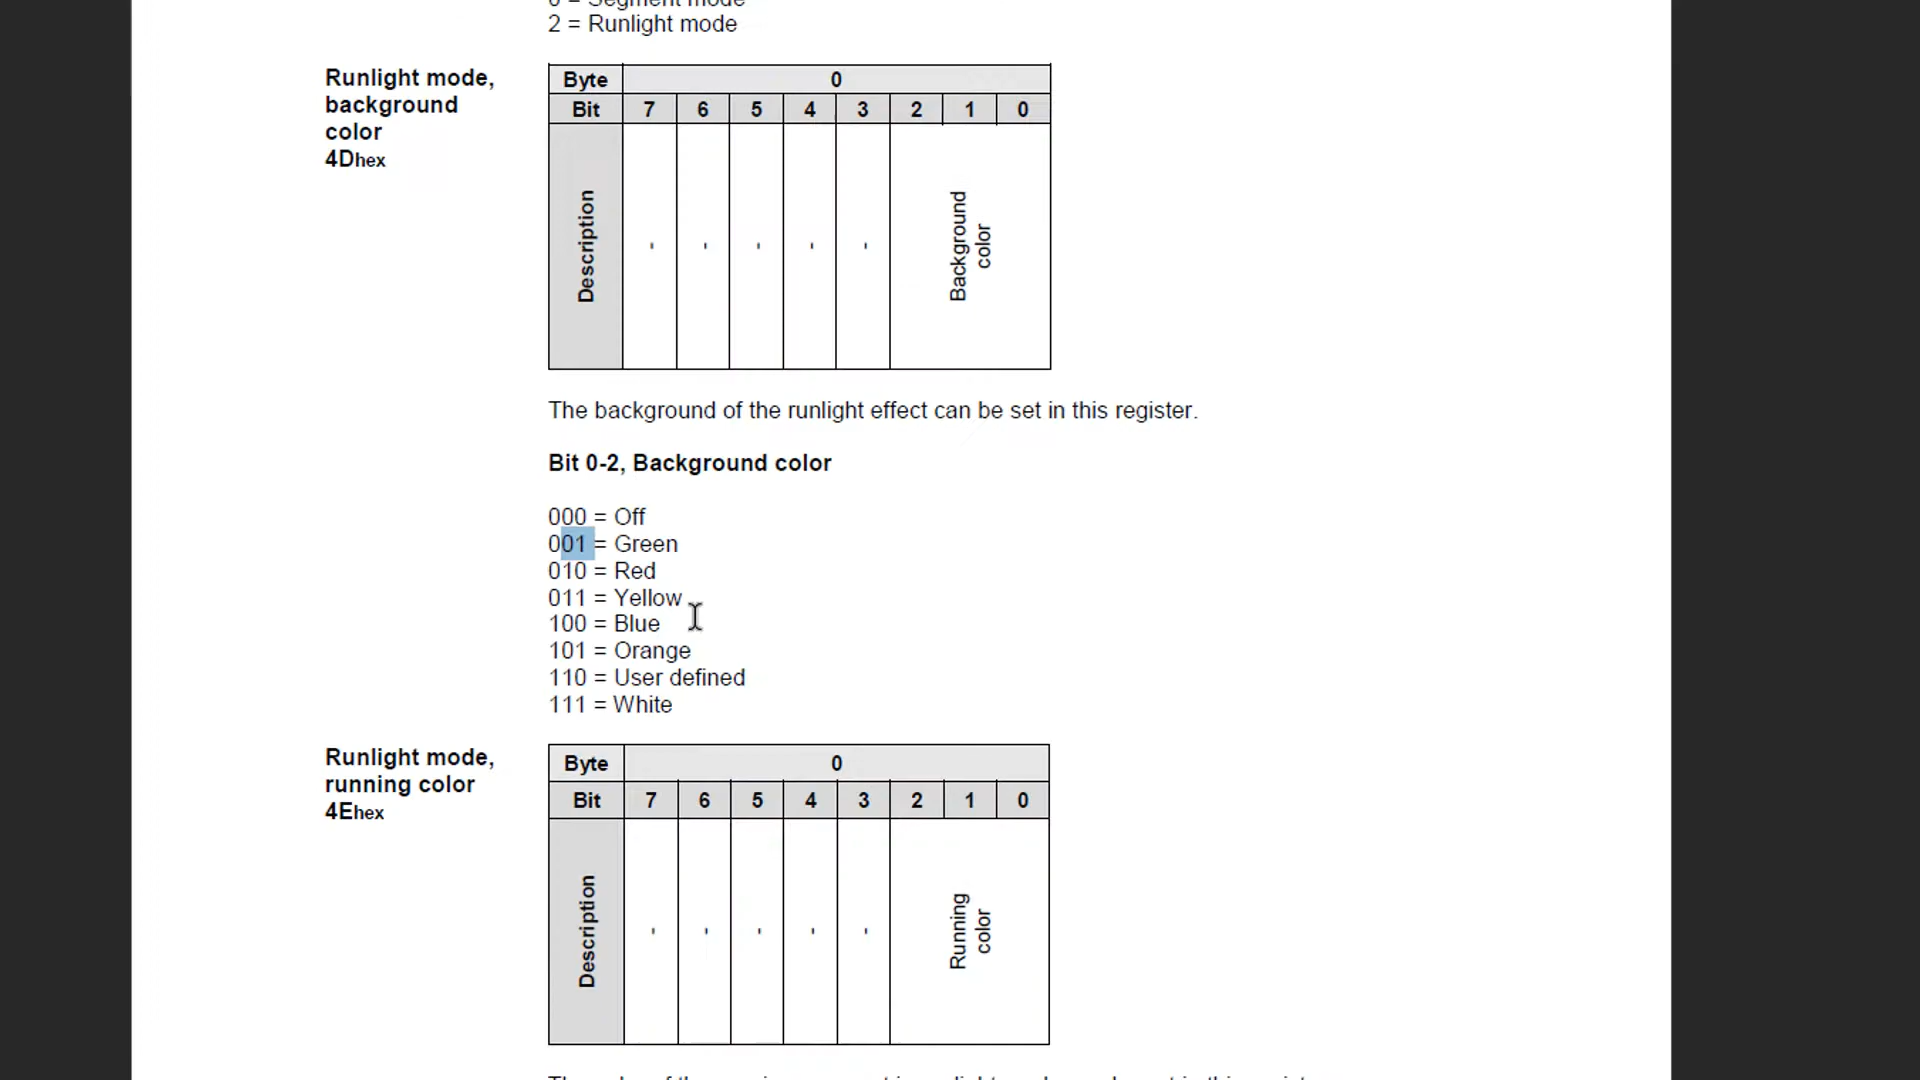 0 = Segment mode
2 = Runlight mode
Runlight mode,
background
color
4Dhex
Byte 0
Bit 7 6 5 4 3 2 1 0
Description - - - - - Background color
The background of the runlight effect can be set in this register.
Bit 0-2, Background color
000 = Off
001 = Green
010 = Red
011 = Yellow
100 = Blue
101 = Orange
110 = User defined
111 = White
Runlight mode,
running color
4Ehex
Byte 0
Bit 7 6 5 4 3 2 1 0
Description - - - - - Running color